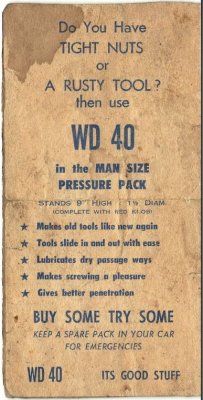 Do You Have
TIGHT NUTS
or
A RUSTY TOOL?
then use
WD 40
in the MAN SIZE
PRESSURE PACK
STANDS 9" HIGH - 1½ DIAM.
(COMPLETE WITH RED KNOB)
★ Makes old tools like new again
★ Tools slide in and out with ease
★ Lubricates dry passage ways
★ Makes screwing a pleasure
★ Gives better penetration
BUY SOME TRY SOME
KEEP A SPARE PACK IN YOUR CAR
FOR EMERGENCIES
WD 40 ITS GOOD STUFF